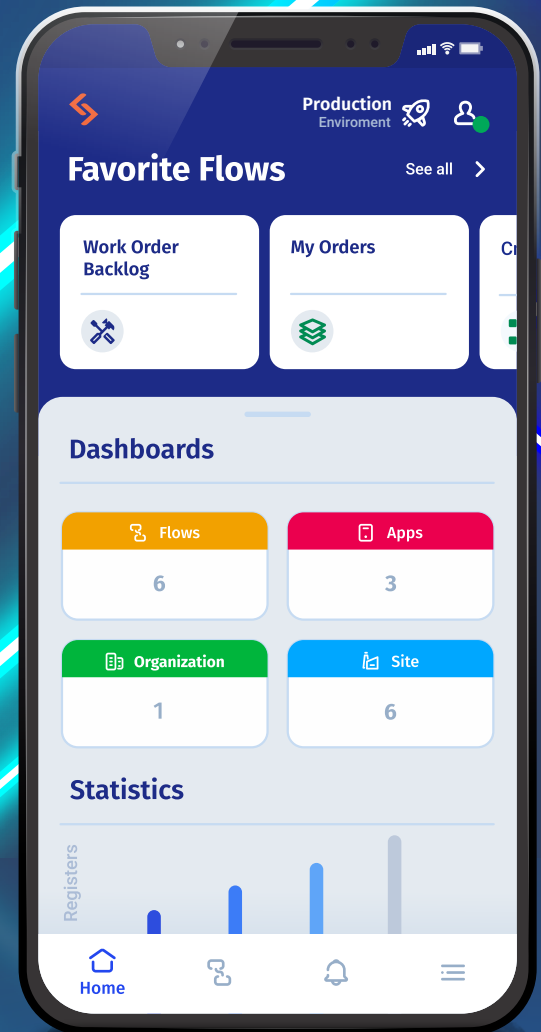 Production
Enviroment
Favorite Flows
See all
Work Order
Backlog
My Orders
Flows
6
Apps
3
Organization
1
Site
6
Dashboards
Statistics
Registers
Home